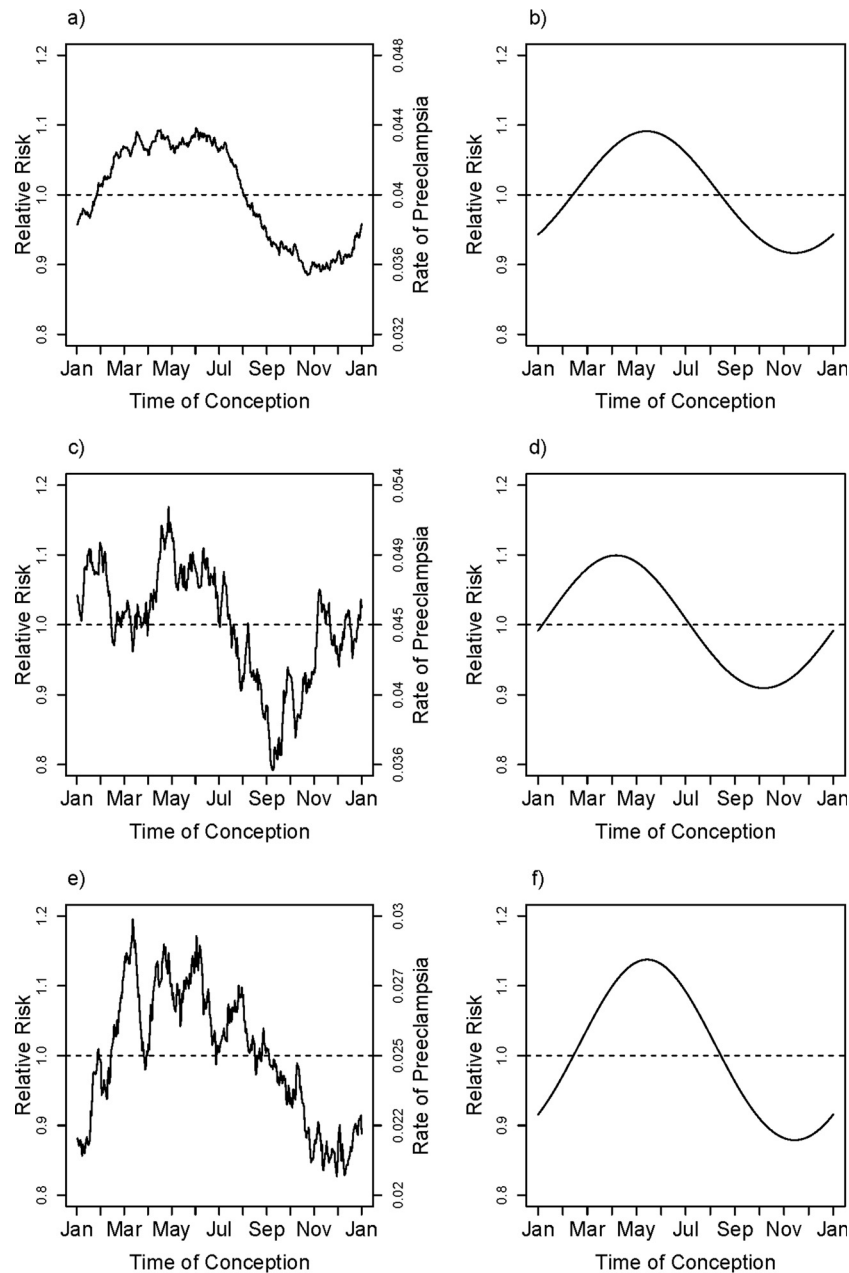 a)
1.2
1.1
1.0
0.9
0.8
Relative Risk
0.048
0.044
0.04
0.036
0.032
Rate of Preeclampsia
Jan Mar May Jul Sep Nov Jan
Time of Conception
b)
1.2
1.1
1.0
0.9
0.8
Relative Risk
Jan Mar May Jul Sep Nov Jan
Time of Conception
c)
1.2
1.1
1.0
0.9
0.8
Relative Risk
0.054
0.049
0.045
0.04
0.036
Rate of Preeclampsia
Jan Mar May Jul Sep Nov Jan
Time of Conception
d)
1.2
1.1
1.0
0.9
0.8
Relative Risk
Jan Mar May Jul Sep Nov Jan
Time of Conception
e)
1.2
1.1
1.0
0.9
0.8
Relative Risk
0.03
0.027
0.025
0.022
0.02
Rate of Preeclampsia
Jan Mar May Jul Sep Nov Jan
Time of Conception
f)
1.2
1.1
1.0
0.9
0.8
Relative Risk
Jan Mar May Jul Sep Nov Jan
Time of Conception